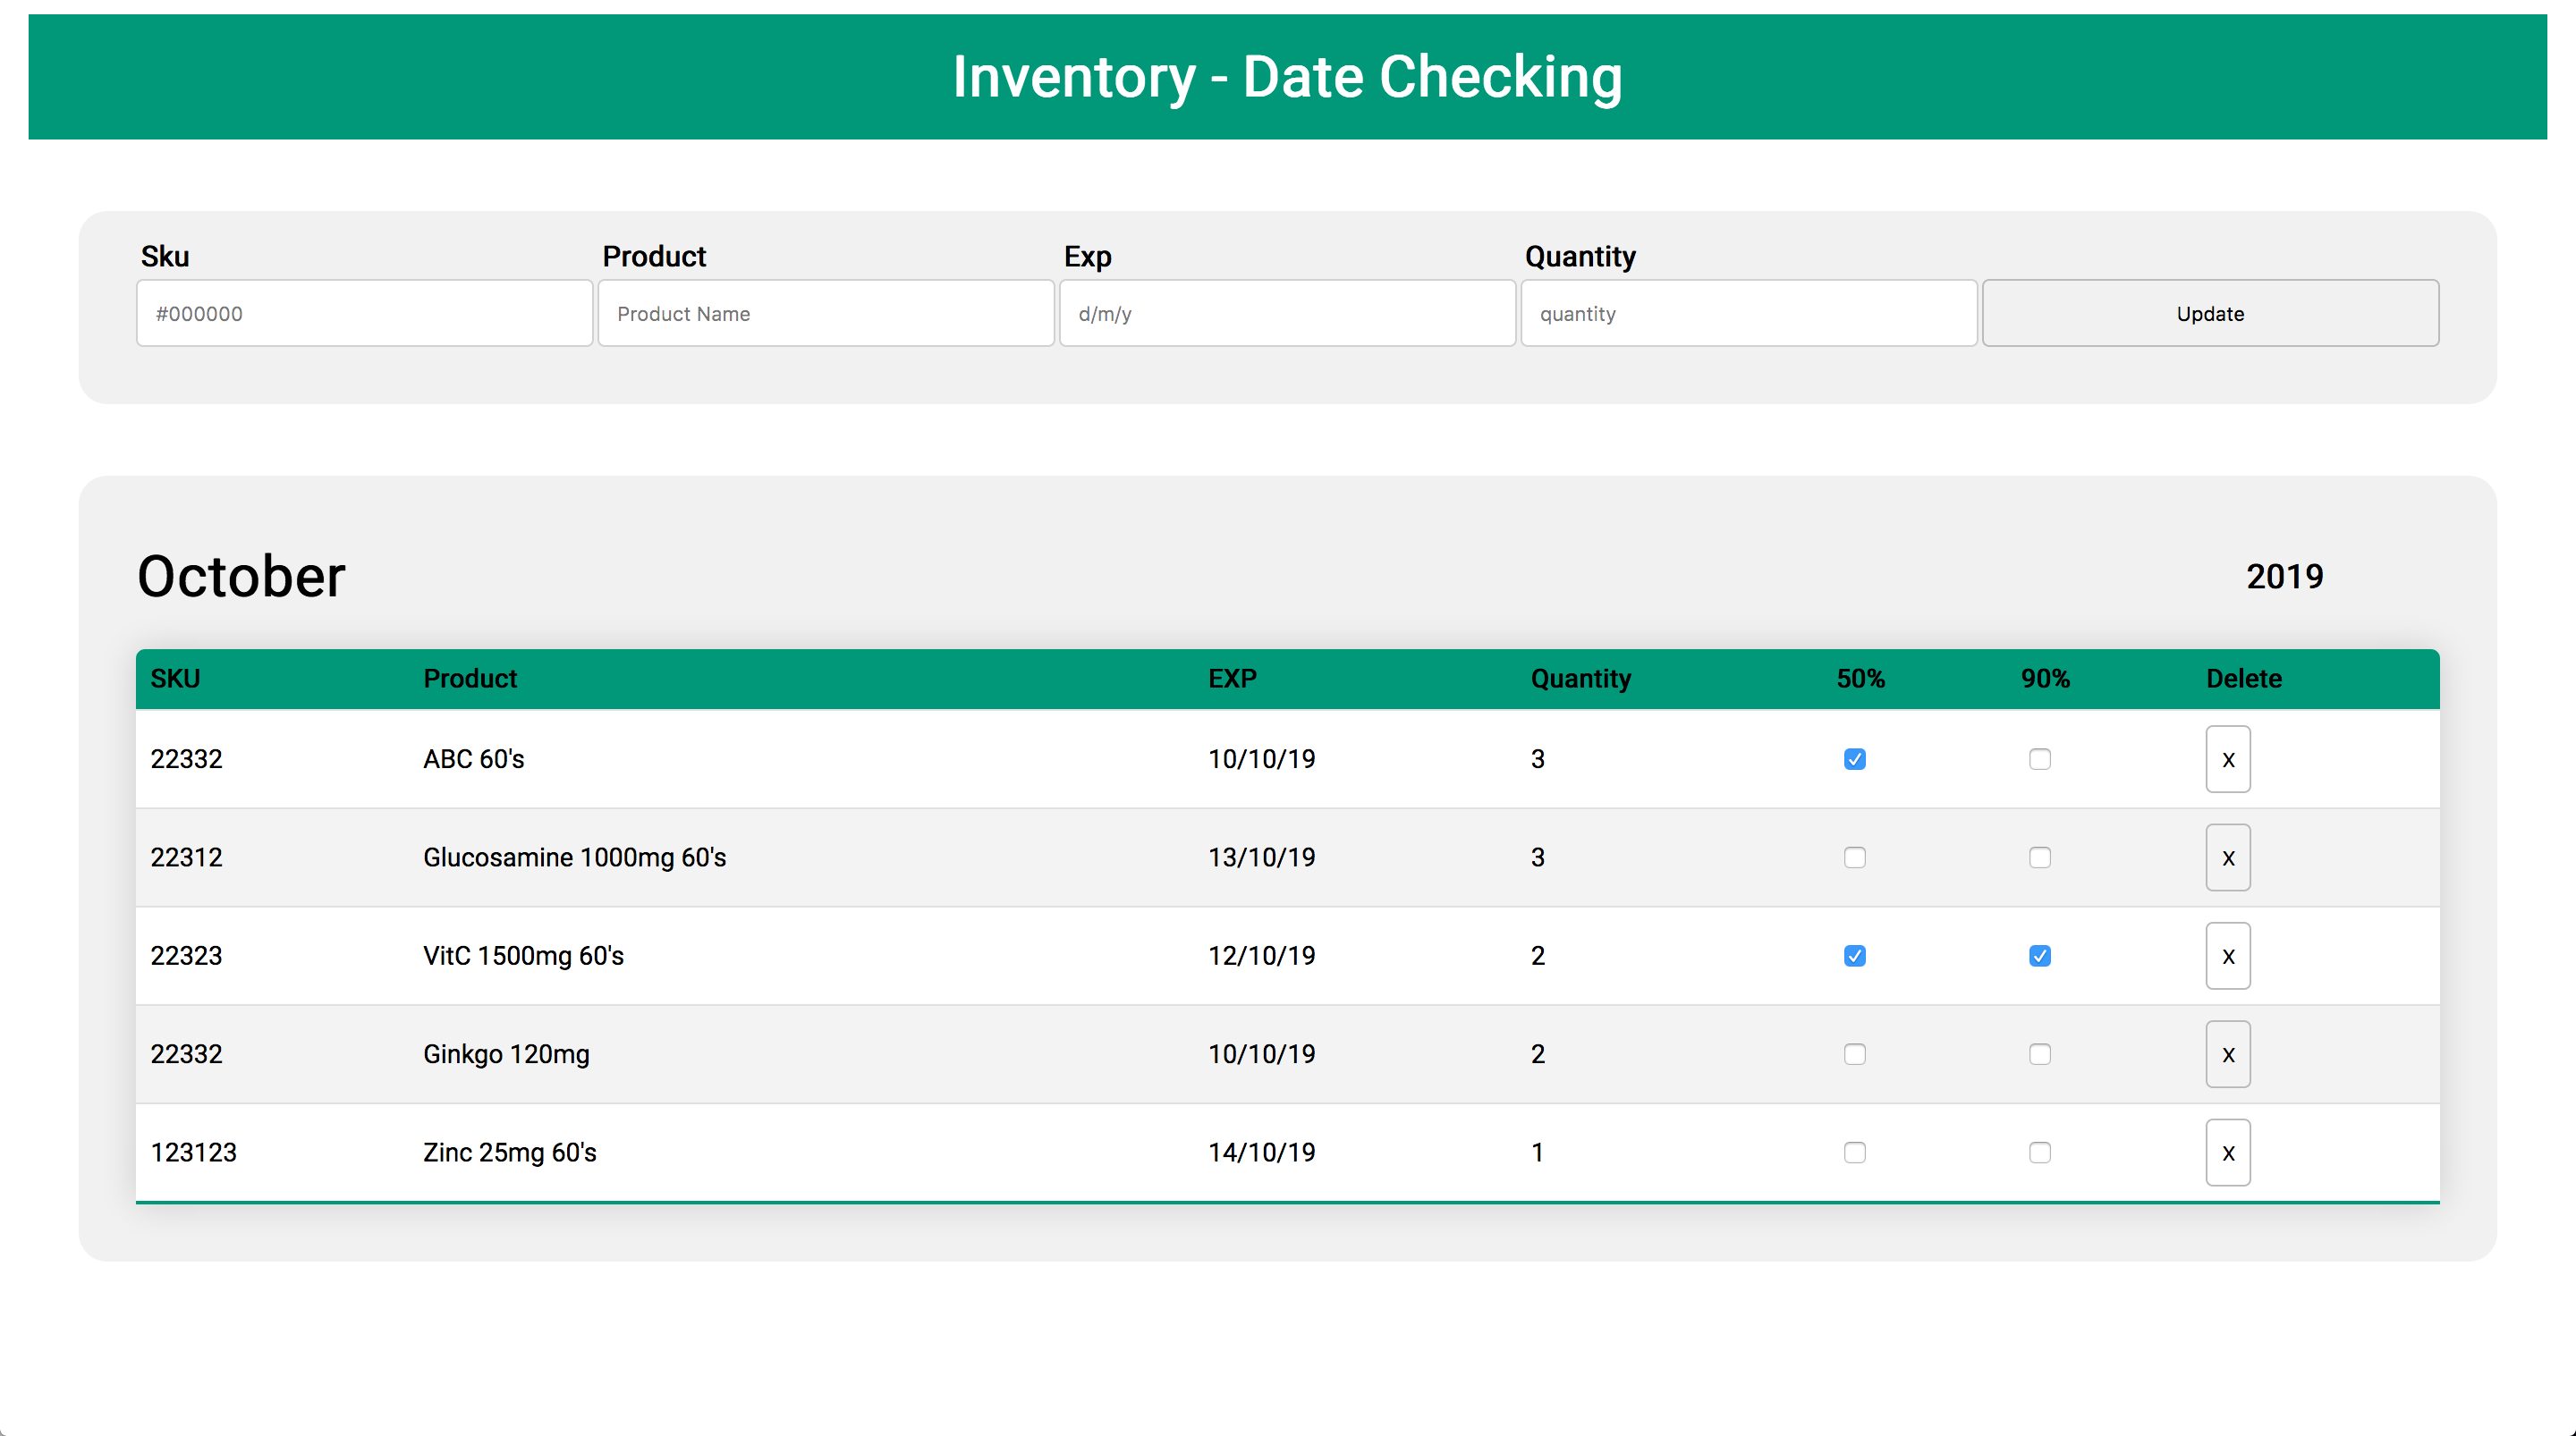 Inventory - Date Checking
Sku Product Exp Quantity
#000000 Product Name d/m/y quantity Update
October 2019
SKU Product EXP Quantity 50% 90% Delete
22332 ABC 60's 10/10/19 3 x
22312 Glucosamine 1000mg 60's 13/10/19 3 x
22323 VitC 1500mg 60's 12/10/19 2 x
22332 Ginkgo 120mg 10/10/19 2 x
123123 Zinc 25mg 60's 14/10/19 1 x